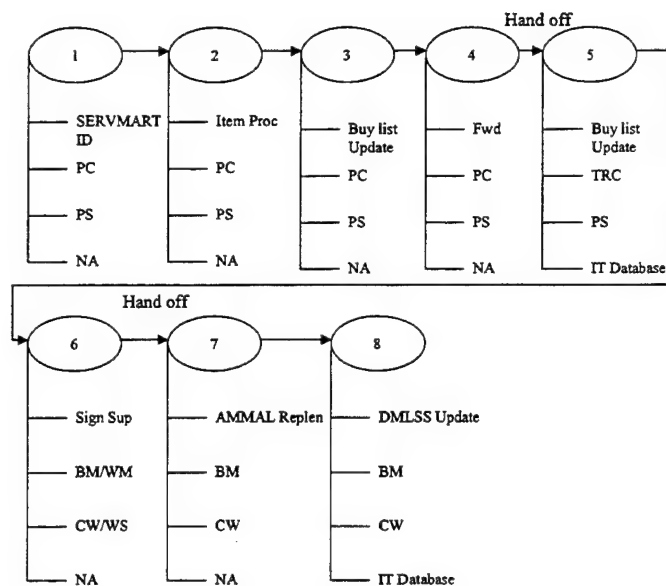 Hand off
1
2
3
4
5
SERVMART
ID
Item Proc
Buy list
Update
Fwd
Buy list
Update
PC
PC
PC
PC
TRC
PS
PS
PS
PS
PS
NA
NA
NA
NA
IT Database
Hand off
6
7
8
Sign Sup
AMMAL Replen
DMLSS Update
BM/WM
BM
BM
CW/WS
CW
CW
NA
NA
IT Database